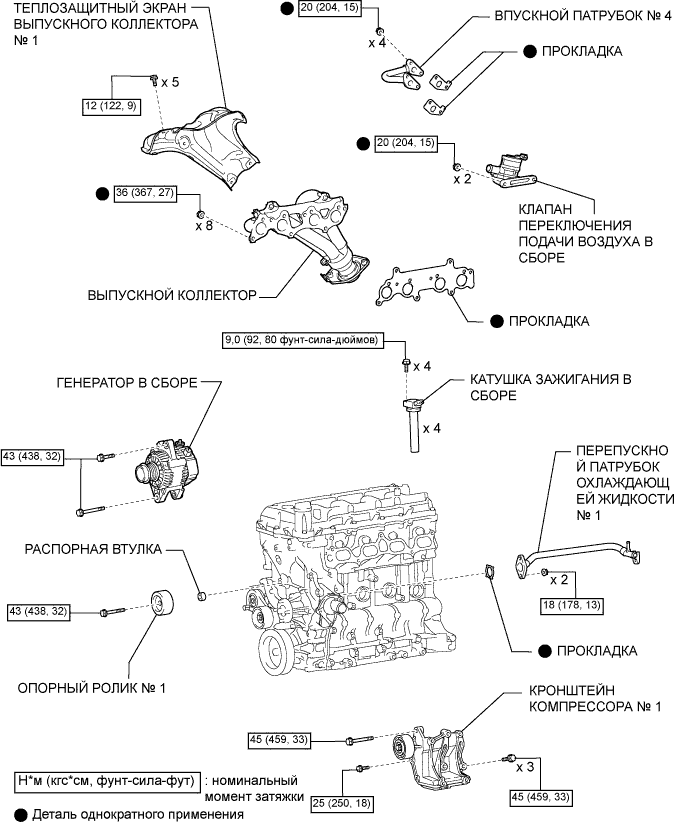 ТЕПЛОЗАЩИТНЫЙ ЭКРАН
ВЫПУСКНОГО КОЛЛЕКТОРА
№ 1
20 (204, 15)
x 4
ВПУСКНОЙ ПАТРУБОК № 4
ПРОКЛАДКА
x 5
12 (122, 9)
20 (204, 15)
x 2
КЛАПАН
ПЕРЕКЛЮЧЕНИЯ
ПОДАЧИ ВОЗДУХА В
СБОРЕ
36 (367, 27)
x 8
ВЫПУСКНОЙ КОЛЛЕКТОР
ПРОКЛАДКА
9,0 (92, 80 фунт-сила-дюймов)
x 4
КАТУШКА ЗАЖИГАНИЯ В
СБОРЕ
x 4
ГЕНЕРАТОР В СБОРЕ
43 (438, 32)
ПЕРЕПУСКНО
Й ПАТРУБОК
ОХЛАЖДАЮЩ
ЕЙ ЖИДКОСТИ
№ 1
РАСПОРНАЯ ВТУЛКА
x 2
18 (178, 13)
43 (438, 32)
ПРОКЛАДКА
ОПОРНЫЙ РОЛИК № 1
КРОНШТЕЙН
КОМПРЕССОРА № 1
45 (459, 33)
x 3
25 (250, 18)
45 (459, 33)
Н*м (кгс*см, фунт-сила-фут) : номинальный
момент затяжки
Деталь однократного применения